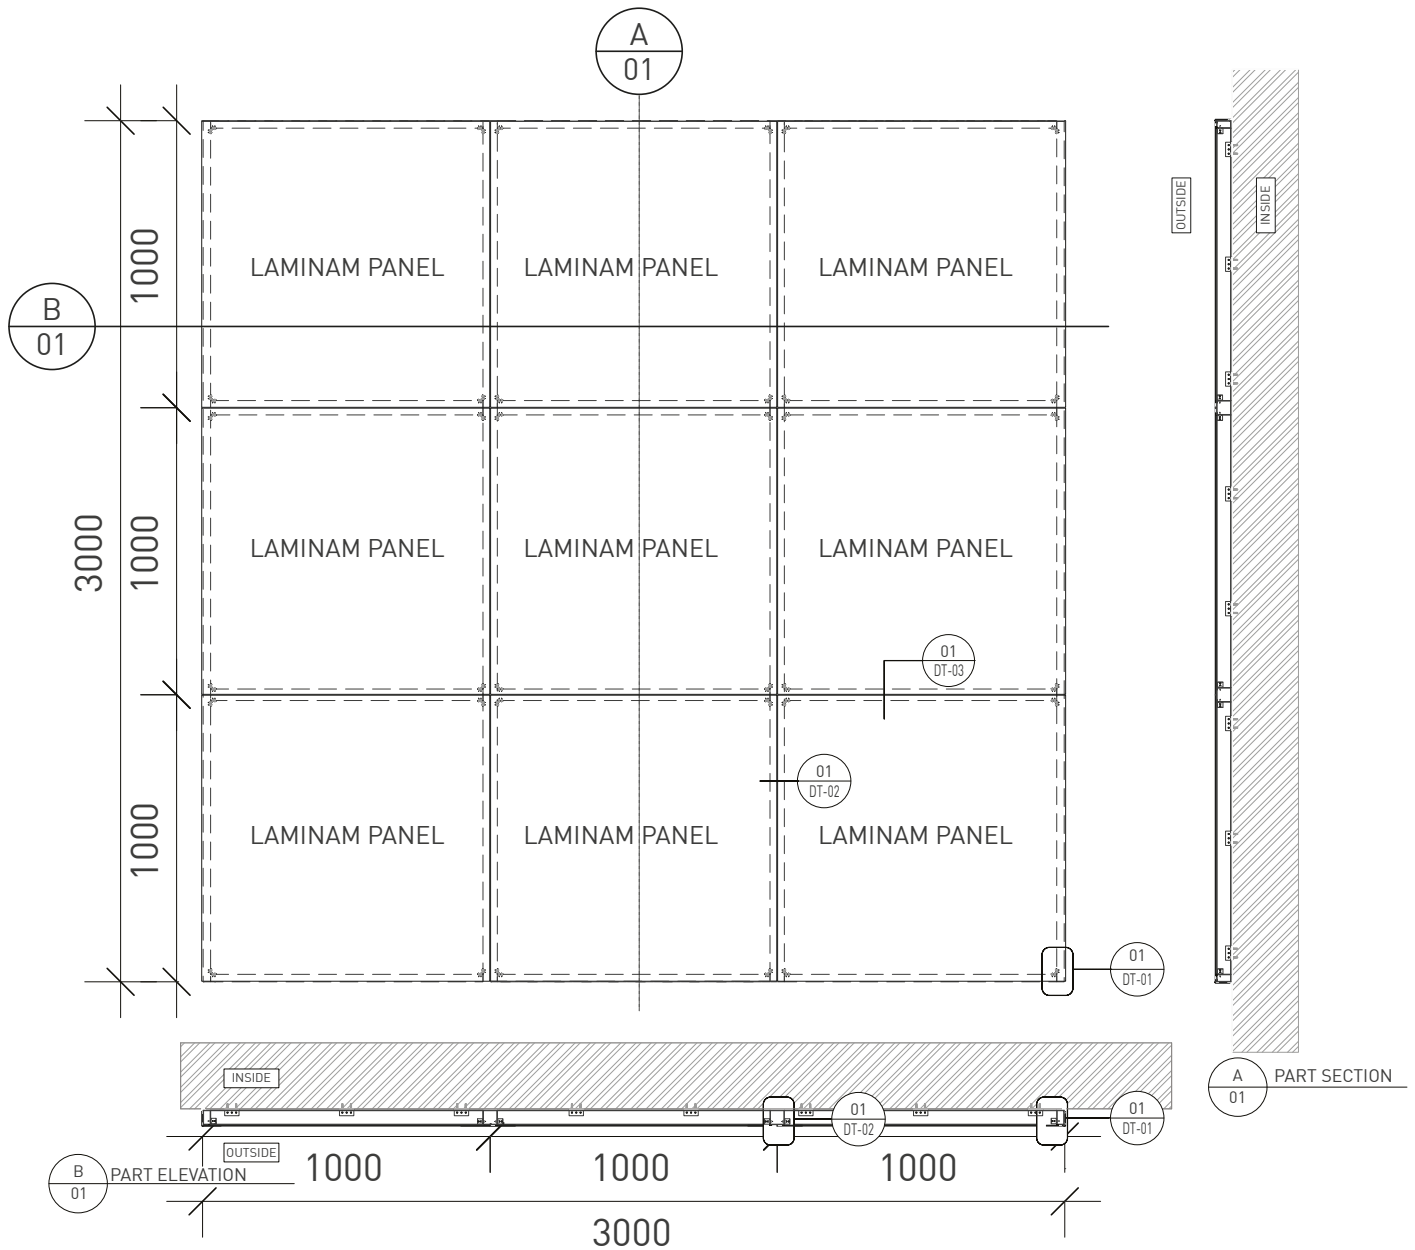 A
01
OUTSIDE
INSIDE
1000
LAMINAM PANEL
LAMINAM PANEL
LAMINAM PANEL
B
01
3000
1000
LAMINAM PANEL
LAMINAM PANEL
LAMINAM PANEL
01
DT-03
01
DT-02
1000
LAMINAM PANEL
LAMINAM PANEL
LAMINAM PANEL
01
DT-01
INSIDE
A
01
PART SECTION
01
DT-02
01
DT-01
OUTSIDE
B
01
PART ELEVATION
1000
1000
1000
3000